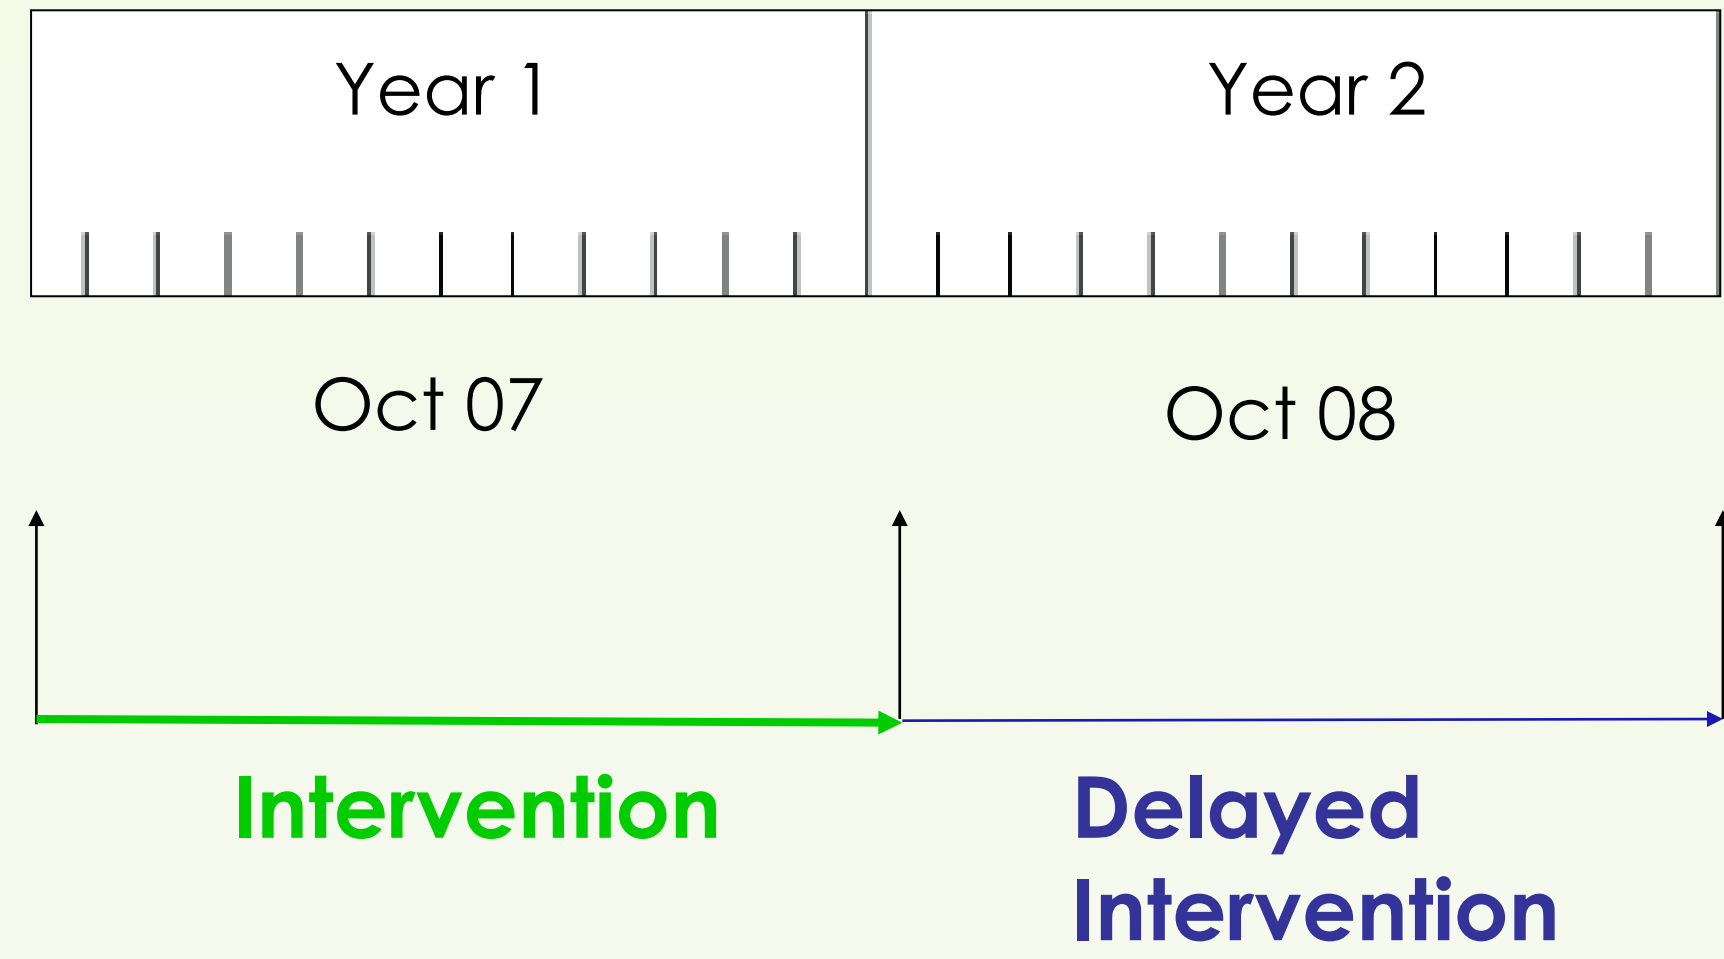 Year 1
Year 2
Oct 07
Oct 08
Intervention
Delayed
Intervention